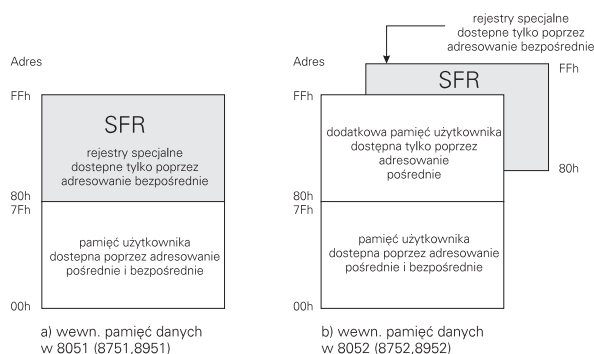 Adres
FFh
SFR
rejestry specjalne
dostepne tylko poprzez
adresowanie bezpośrednie
80h
7Fh
pamięć użytkownika
dostepna poprzez adresowanie
pośrednie i bezpośrednie
00h
a) wewn. pamięć danych
w 8051 (8751,8951)
rejestry specjalne
dostepne tylko poprzez
adresowanie bezpośrednie
Adres
FFh
SFR
FFh
dodatkowa pamięć użytkownika
dostępna tylko poprzez
adresowanie
pośrednie
80h
80h
7Fh
pamięć użytkownika
dostepna poprzez adresowanie
pośrednie i bezpośrednie
00h
b) wewn. pamięć danych
w 8052 (8752,8952)